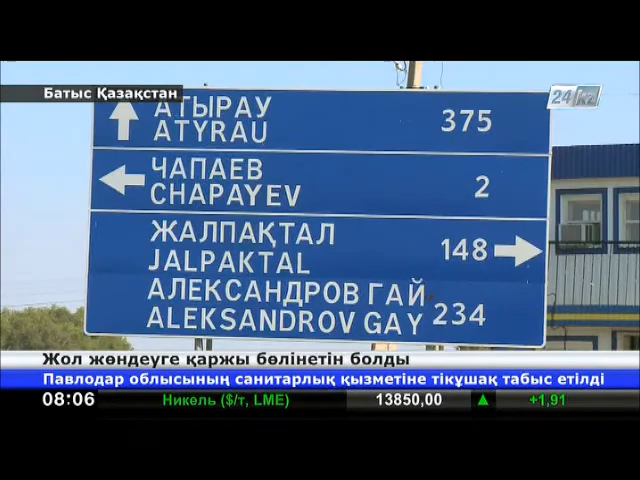 Батыс Қазақстан
24kz
АТЫРАУ
ATYRAU 375
ЧАПАЕВ
CHAPAYEV 2
ЖАЛПАҚТАЛ
JALPAKTAL 148
АЛЕКСАНДРОВ ГАЙ
ALEKSANDROV GAY 234
Жол жөндеуге қаржы бөлінетін болды
Павлодар облысының санитарлық қызметіне тікұшақ табыс етілді
08:06 Никель ($/т, LME) 13850,00 ▲ +1,91